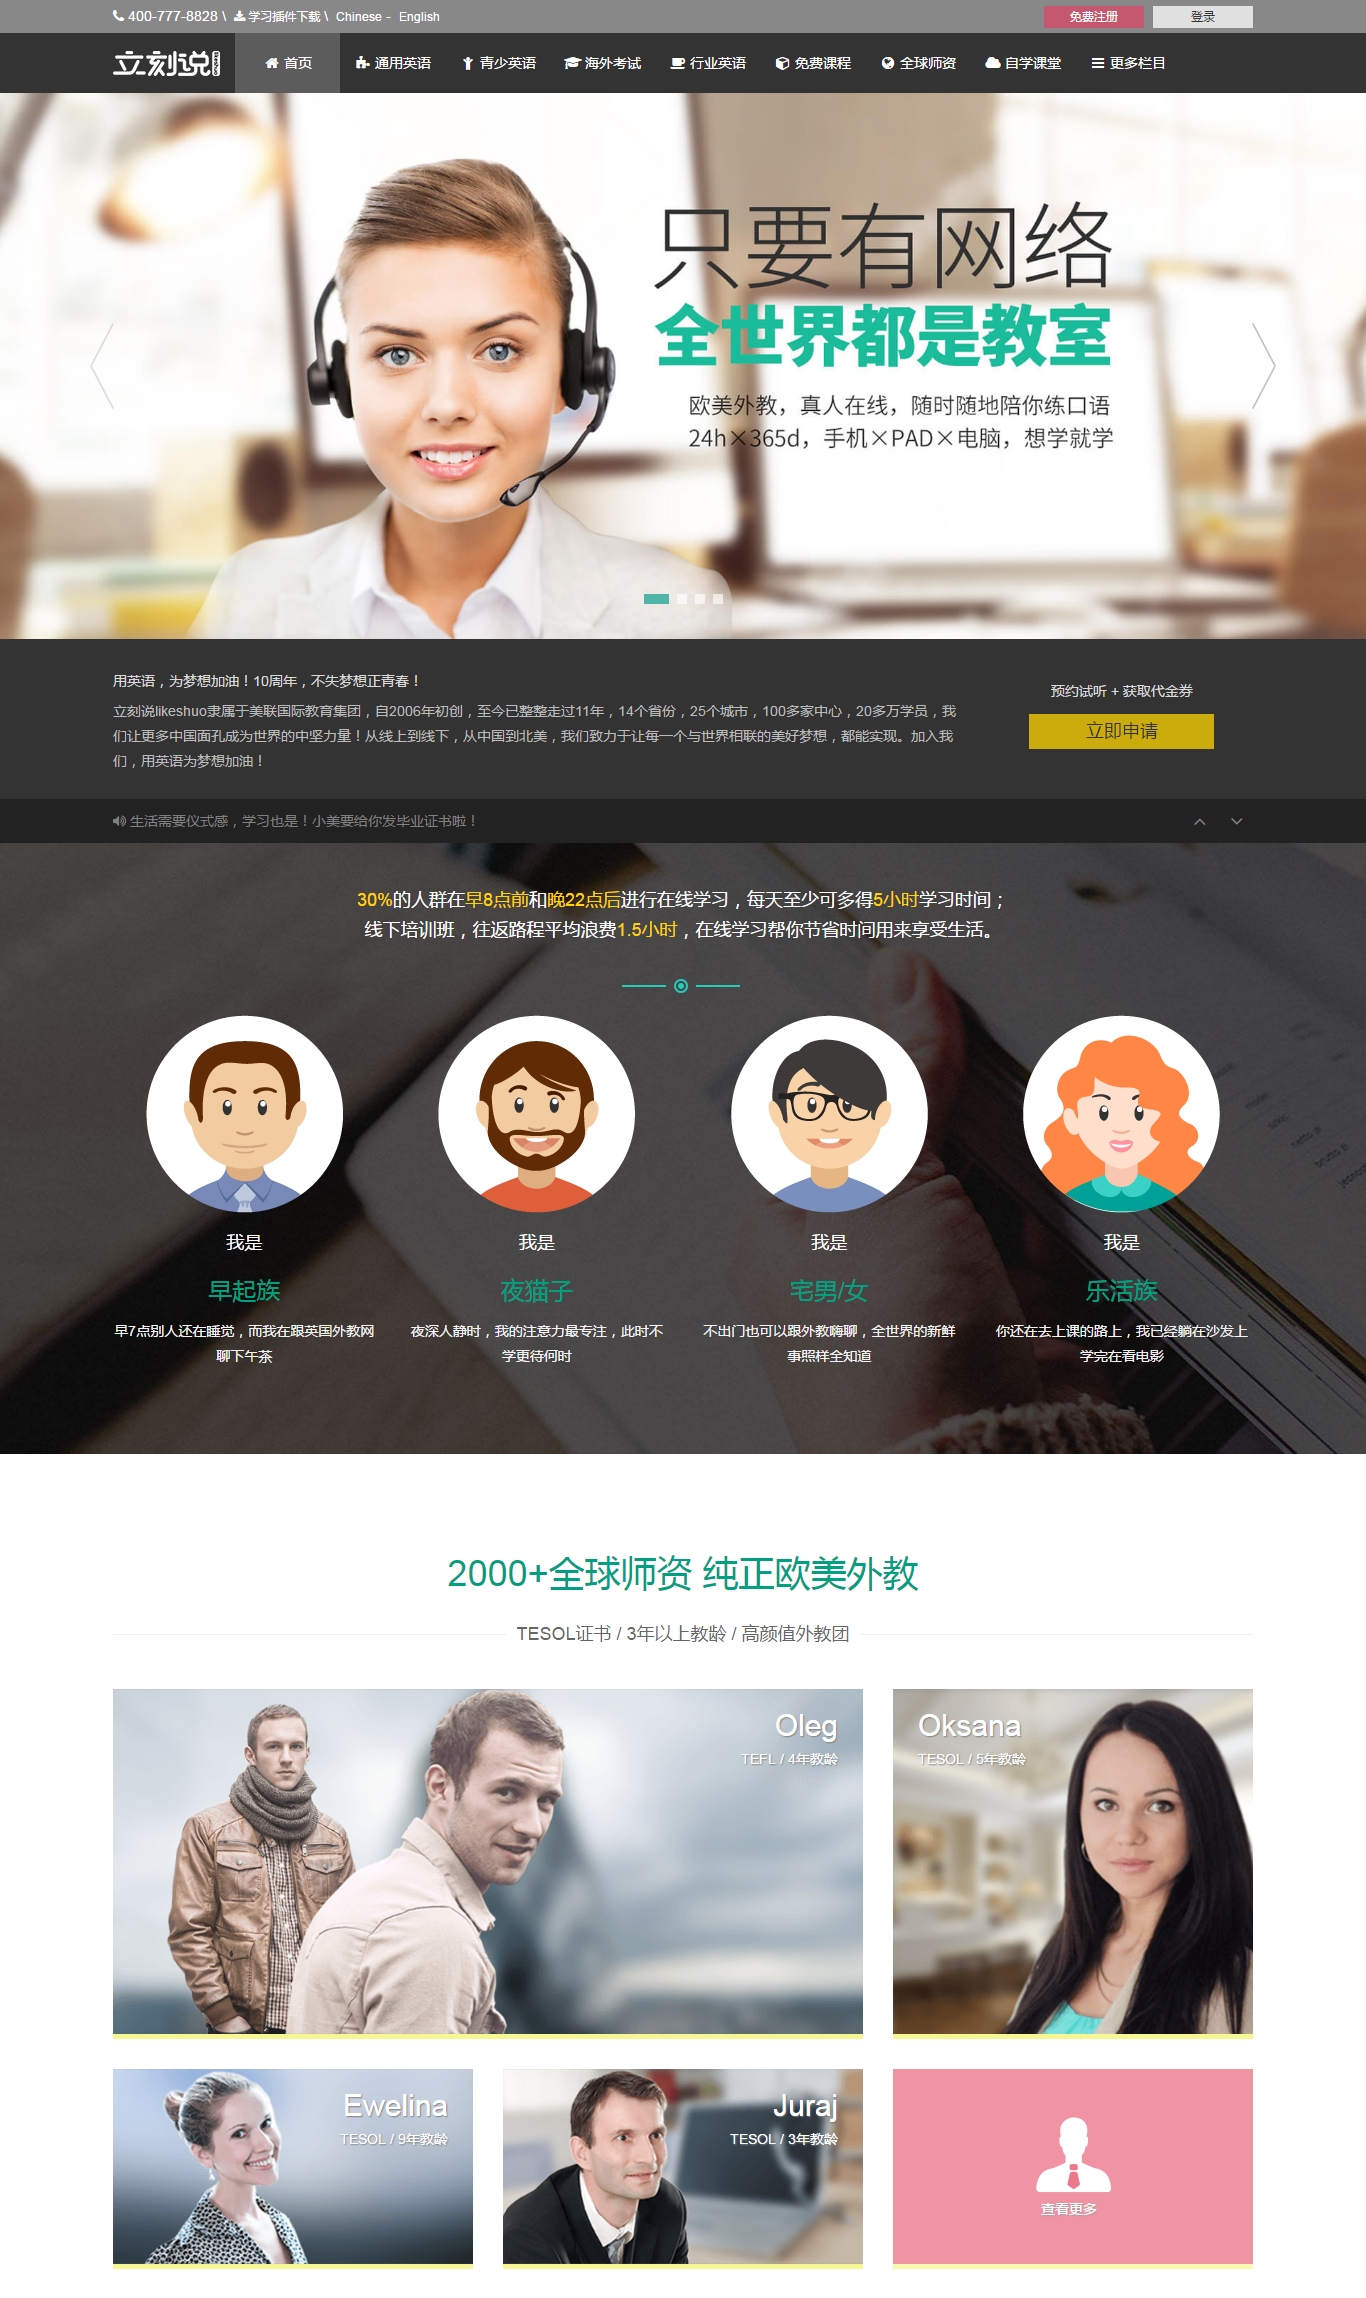 400-777-8828 \ 学习插件下载 \ Chinese - English
免费注册
登录
立刻说
首页
通用英语
青少英语
海外考试
行业英语
免费课程
全球师资
自学课堂
更多栏目
只要有网络
全世界都是教室
欧美外教，真人在线，随时随地陪你练口语
24h×365d，手机×PAD×电脑，想学就学
用英语，为梦想加油！10周年，不失梦想正青春！
立刻说likeshuo隶属于美联国际教育集团，自2006年初创，至今已整整走过11年，14个省份，25个城市，100多家中心，20多万学员，我
们让更多中国面孔成为世界的中坚力量！从线上到线下，从中国到北美，我们致力于让每一个与世界相联的美好梦想，都能实现。加入我
们，用英语为梦想加油！
预约试听 + 获取代金券
立即申请
生活需要仪式感，学习也是！小美要给你发毕业证书啦！
30%的人群在早8点前和晚22点后进行在线学习，每天至少可多得5小时学习时间；
线下培训班，往返路程平均浪费1.5小时，在线学习帮你节省时间用来享受生活。
我是
早起族
早7点别人还在睡觉，而我在跟英国外教网
聊下午茶
我是
夜猫子
夜深人静时，我的注意力最专注，此时不
学更待何时
我是
宅男/女
不出门也可以跟外教嗨聊，全世界的新鲜
事照样全知道
我是
乐活族
你还在去上课的路上，我已经躺在沙发上
学完在看电影
2000+全球师资 纯正欧美外教
TESOL证书 / 3年以上教龄 / 高颜值外教团
Oleg
TEFL / 4年教龄
Oksana
TESOL / 5年教龄
Ewelina
TESOL / 9年教龄
Juraj
TESOL / 3年教龄
查看更多